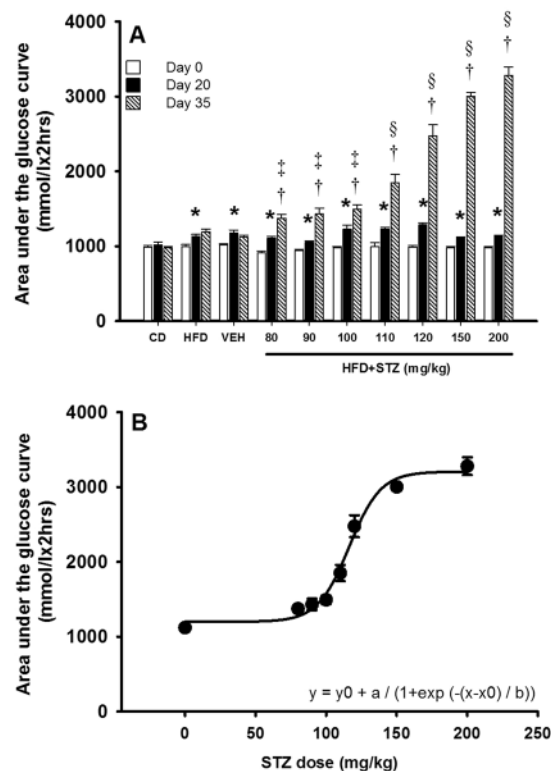 A
Day 0
Day 20
Day 35
Area under the glucose curve
(mmol/lx2hrs)
4000
3000
2000
1000
0
* * * * * * * * *
‡ ‡ ‡ § § § §
† † † † † † †
CD HFD VEH 80 90 100 110 120 150 200
HFD+STZ (mg/kg)
B
Area under the glucose curve
(mmol/lx2hrs)
4000
3000
2000
1000
0
y = y0 + a / (1+exp (-(x-x0) / b))
0 50 100 150 200 250
STZ dose (mg/kg)